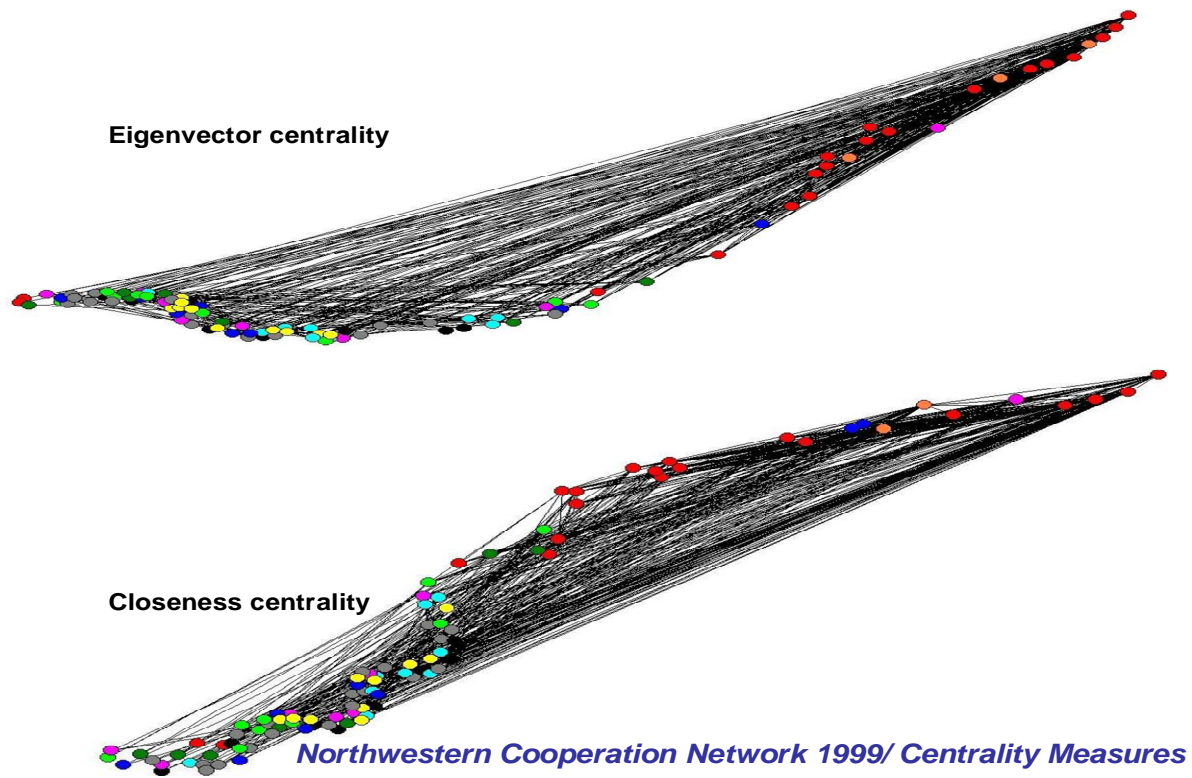 Eigenvector centrality
Closeness centrality
Northwestern Cooperation Network 1999/ Centrality Measures